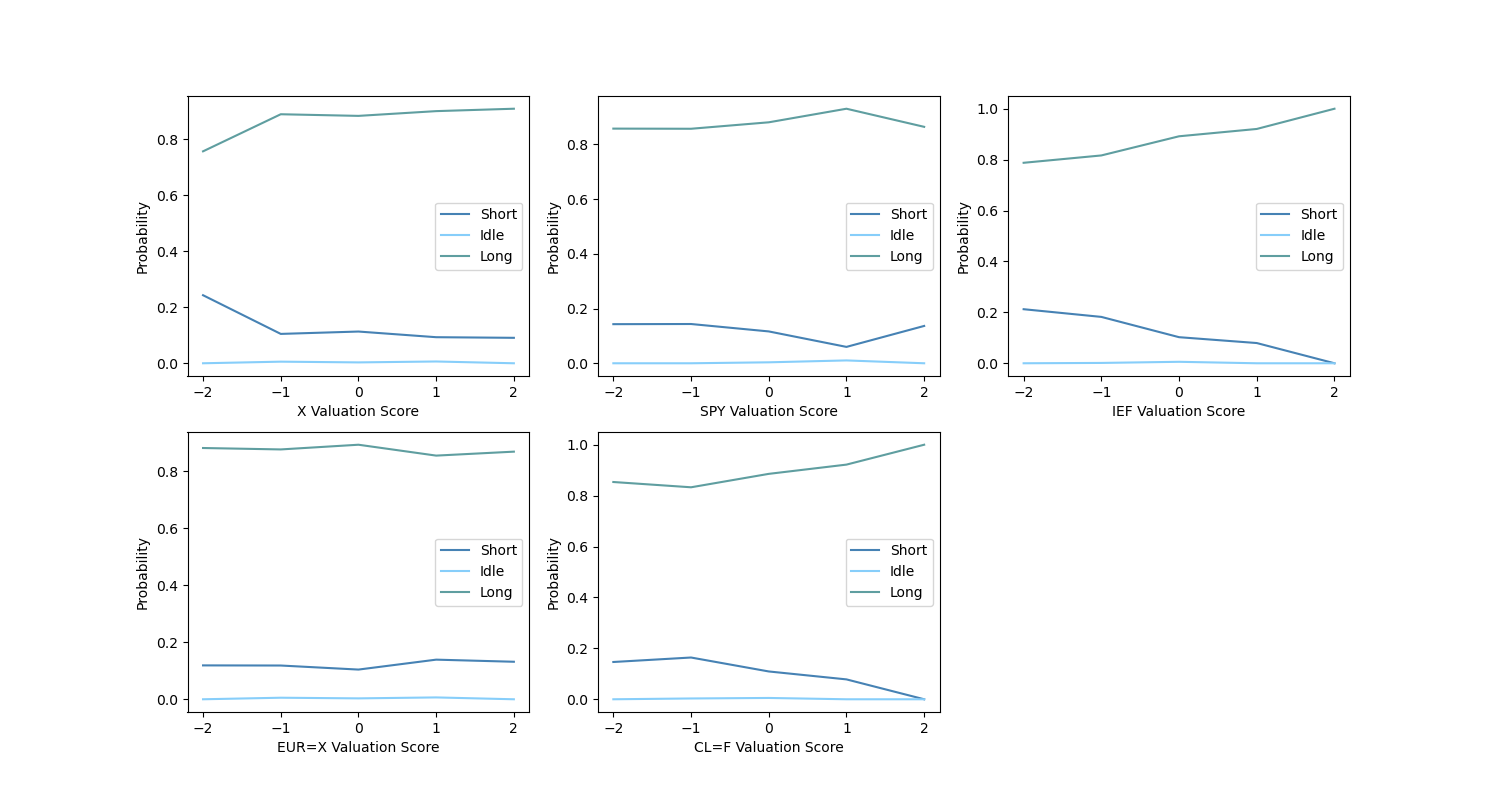 Probability
0.8
0.6
0.4
0.2
0.0
−2 −1 0 1 2
X Valuation Score
Short
Idle
Long
Probability
0.8
0.6
0.4
0.2
0.0
−2 −1 0 1 2
SPY Valuation Score
Short
Idle
Long
Probability
1.0
0.8
0.6
0.4
0.2
0.0
−2 −1 0 1 2
IEF Valuation Score
Short
Idle
Long
Probability
0.8
0.6
0.4
0.2
0.0
−2 −1 0 1 2
EUR=X Valuation Score
Short
Idle
Long
Probability
1.0
0.8
0.6
0.4
0.2
0.0
−2 −1 0 1 2
CL=F Valuation Score
Short
Idle
Long